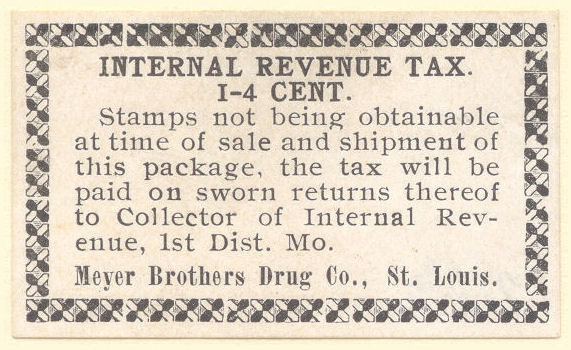 INTERNAL REVENUE TAX.
1-4 CENT.
Stamps not being obtainable
at time of sale and shipment of
this package, the tax will be
paid on sworn returns thereof
to Collector of Internal Rev-
enue, 1st Dist. Mo.
Meyer Brothers Drug Co., St. Louis.